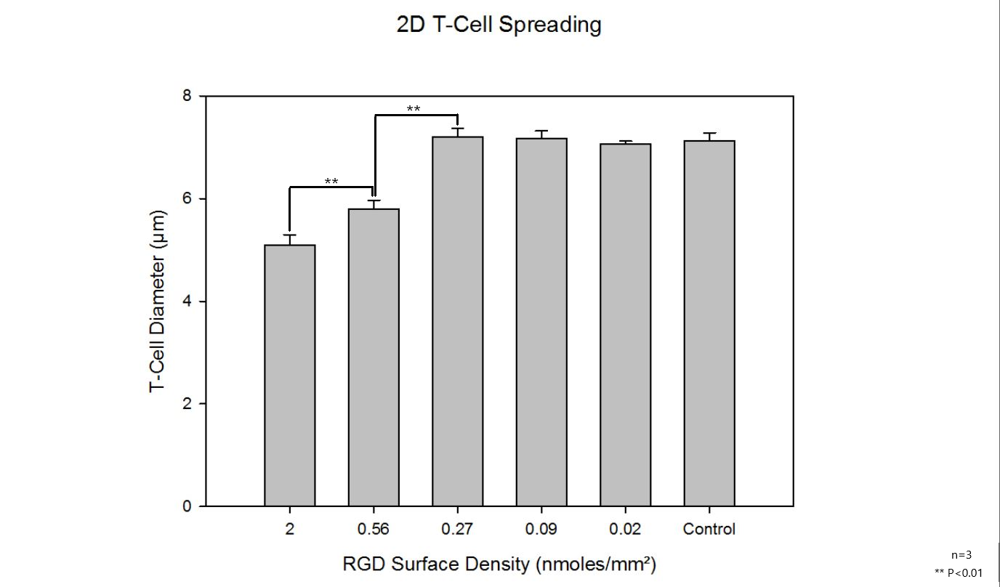 2D T-Cell Spreading
**
**
8
6
4
2
0
T-Cell Diameter (µm)
2 0.56 0.27 0.09 0.02 Control
RGD Surface Density (nmoles/mm²)
n=3
** P<0.01